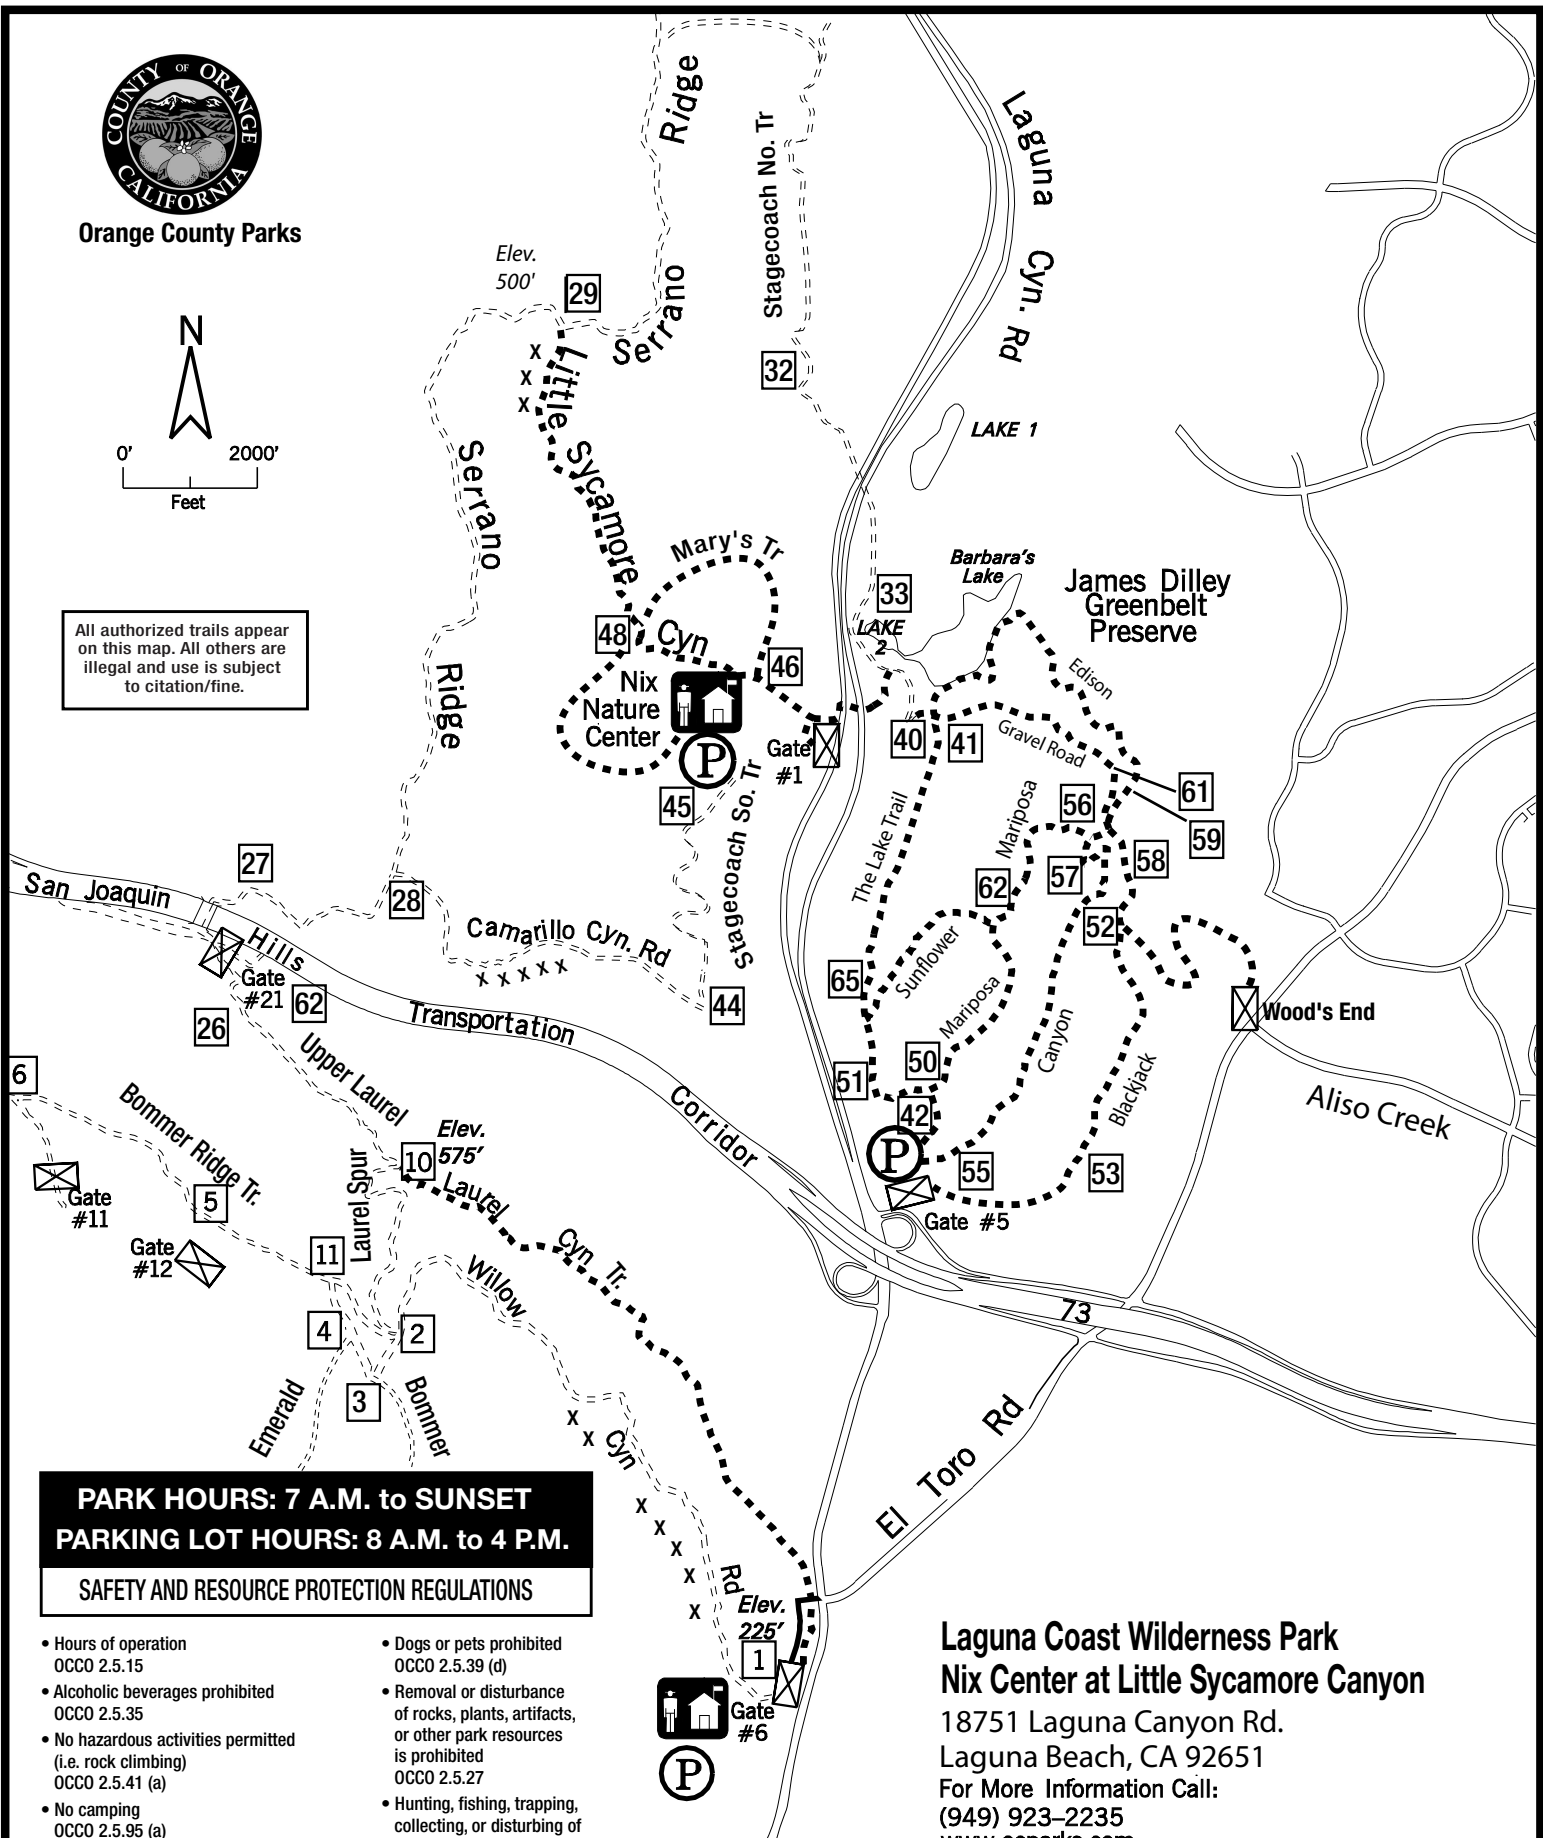 COUNTY OF ORANGE
CALIFORNIA
Orange County Parks
N
0' 2000'
Feet
All authorized trails appear
on this map. All others are
illegal and use is subject
to citation/fine.
Ridge
Serrano
Stagecoach No. Tr
Laguna Cyn. Rd
Elev.
500'
29
32
x
x
x
Little Sycamore Cyn
Serrano
Ridge
LAKE 1
Mary's Tr
33
LAKE
2
Barbara's
Lake
James Dilley
Greenbelt
Preserve
48
46
Nix
Nature
Center
P
Gate
#1
45
Stagecoach So. Tr
40
41
Edison
Gravel Road
61
59
56
57
58
Mariposa
62
The Lake Trail
52
Sunflower
Mariposa
65
51
50
42
P
Canyon
Blackjack
55
53
Gate #5
Wood's End
Aliso Creek
27
28
San Joaquin
Hills
Transportation
Corridor
Camarillo Cyn. Rd
x x x x x
44
Gate
#21
62
26
Upper Laurel
6
Bommer Ridge Tr.
Gate
#11
5
Gate
#12
10
Elev.
575'
Laurel Spur
Laurel
Cyn Tr.
11
4
2
3
Emerald
Bommer
Willow
Cyn
Rd
x
x
x
x
x
x
x
73
El Toro Rd
Elev.
225'
1
Gate
#6
P
PARK HOURS: 7 A.M. to SUNSET
PARKING LOT HOURS: 8 A.M. to 4 P.M.
SAFETY AND RESOURCE PROTECTION REGULATIONS
• Hours of operation
OCCO 2.5.15
• Alcoholic beverages prohibited
OCCO 2.5.35
• No hazardous activities permitted
(i.e. rock climbing)
OCCO 2.5.41 (a)
• No camping
OCCO 2.5.95 (a)
• Dogs or pets prohibited
OCCO 2.5.39 (d)
• Removal or disturbance
of rocks, plants, artifacts,
or other park resources
is prohibited
OCCO 2.5.27
• Hunting, fishing, trapping,
collecting, or disturbing of
Laguna Coast Wilderness Park
Nix Center at Little Sycamore Canyon
18751 Laguna Canyon Rd.
Laguna Beach, CA 92651
For More Information Call:
(949) 923–2235